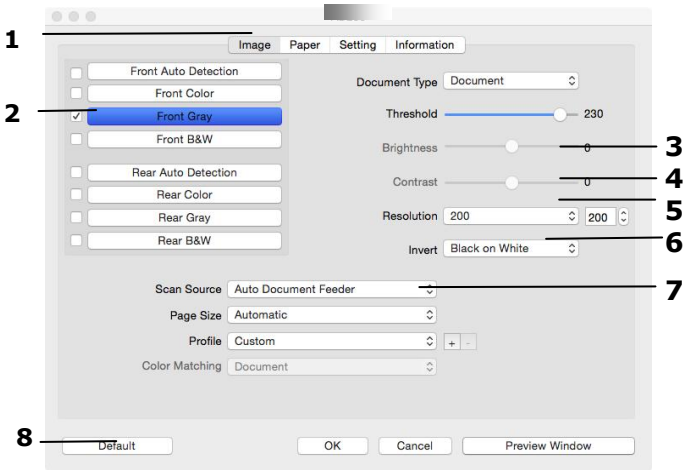 1
Image Paper Setting Information
Front Auto Detection
Document Type Document
Front Color
2
Front Gray
Threshold 230
Front B&W
Brightness 0
3
Rear Auto Detection
Contrast 0
4
Rear Color
5
Rear Gray
Resolution 200 200
Rear B&W
Invert Black on White
6
Scan Source Auto Document Feeder
7
Page Size Automatic
Profile Custom + -
Color Matching Document
8
Default OK Cancel Preview Window